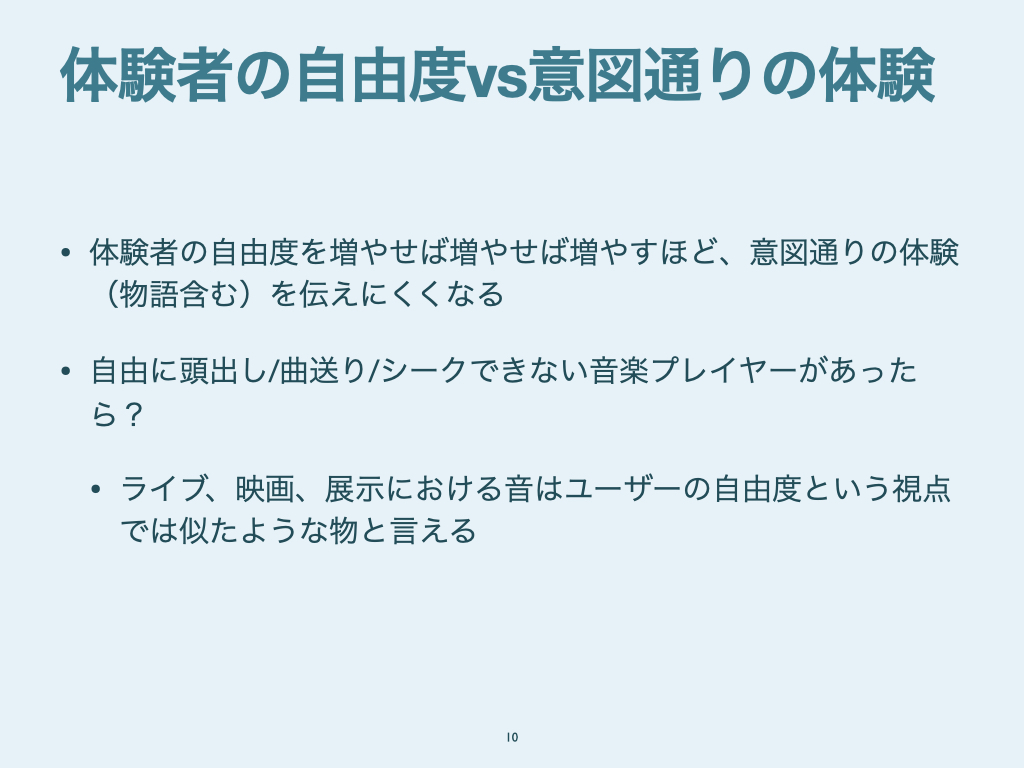 体験者の自由度vs意図通りの体験
• 体験者の自由度を増やせば増やせば増やすほど、意図通りの体験
（物語含む）を伝えにくくなる
• 自由に頭出し/曲送り/シークできない音楽プレイヤーがあった
ら？
• ライブ、映画、展示における音はユーザーの自由度という視点
では似たような物と言える
10